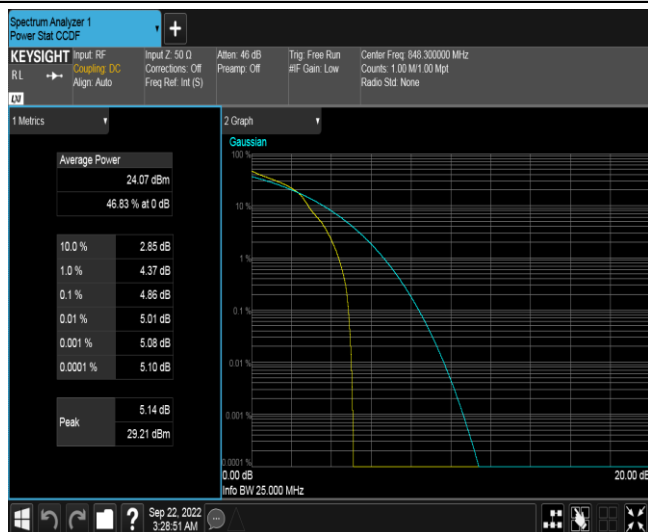 Spectrum Analyzer 1
Power Stat CCDF
KEYSIGHT
RL
LXI
Input: RF
Coupling: DC
Align: Auto
Input Z: 50 Ω
Corrections: Off
Freq Ref: Int (S)
Atten: 46 dB
Preamp: Off
Trig: Free Run
#IF Gain: Low
Center Freq: 848.300000 MHz
Counts: 1.00 M/1.00 Mpt
Radio Std: None
1 Metrics
Average Power
24.07 dBm
46.83 % at 0 dB
10.0 % 2.85 dB
1.0 % 4.37 dB
0.1 % 4.86 dB
0.01 % 5.01 dB
0.001 % 5.08 dB
0.0001 % 5.10 dB
Peak
5.14 dB
29.21 dBm
2 Graph
Gaussian
100 %
10 %
1 %
0.1 %
0.01 %
0.001 %
0.0001 %
0.00 dB 20.00 dB
Info BW 25.000 MHz
?
Sep 22, 2022
3:28:51 AM